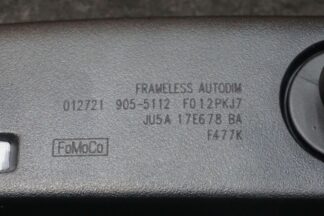 FRAMELESS AUTODIM
012721 905-5112 F012PKJ7
JU5A 17E678 BA
F477K
FoMoCo